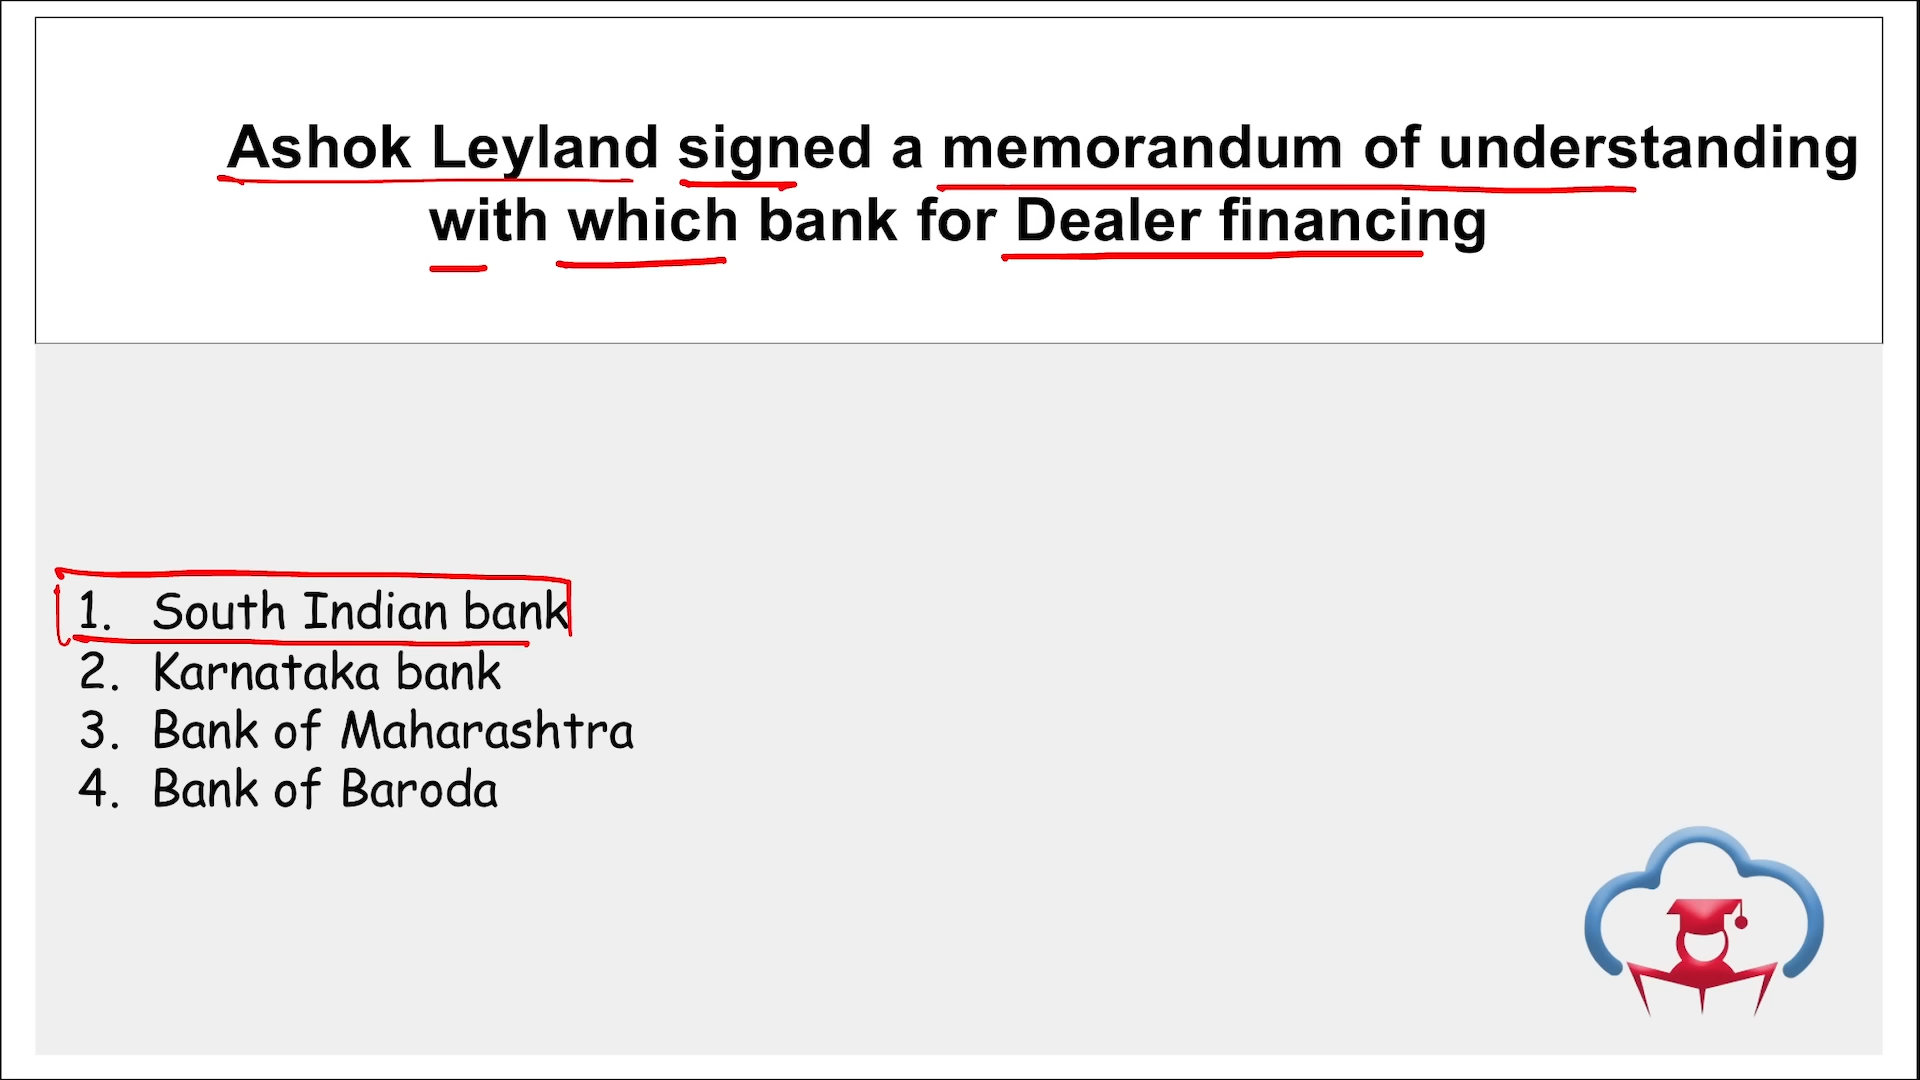 Ashok Leyland signed a memorandum of understanding
with which bank for Dealer financing
1. South Indian bank
2. Karnataka bank
3. Bank of Maharashtra
4. Bank of Baroda